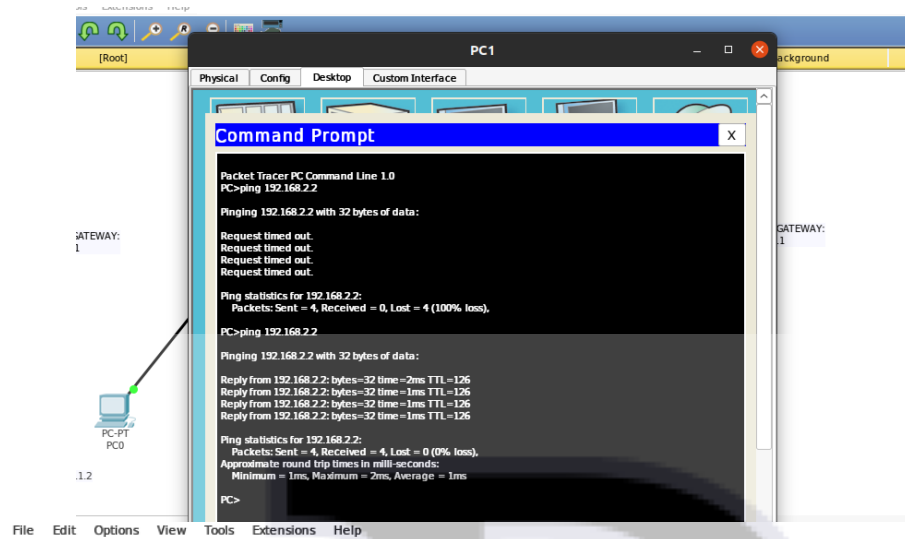 Extensions Help
[Root]
PC1
ackground
Physical Config Desktop Custom Interface
Command Prompt X
Packet Tracer PC Command Line 1.0
PC>ping 192.168.2.2
Pinging 192.168.2.2 with 32 bytes of data:
Request timed out.
Request timed out.
Request timed out.
Request timed out.
Ping statistics for 192.168.2.2:
Packets: Sent = 4, Received = 0, Lost = 4 (100% loss),
PC>ping 192.168.2.2
Pinging 192.168.2.2 with 32 bytes of data:
Reply from 192.168.2.2: bytes=32 time=2ms TTL=126
Reply from 192.168.2.2: bytes=32 time=1ms TTL=126
Reply from 192.168.2.2: bytes=32 time=1ms TTL=126
Reply from 192.168.2.2: bytes=32 time=1ms TTL=126
Ping statistics for 192.168.2.2:
Packets: Sent = 4, Received = 4, Lost = 0 (0% loss),
Approximate round trip times in milli-seconds:
Minimum = 1ms, Maximum = 2ms, Average = 1ms
PC>
GATEWAY:
1
GATEWAY:
.1
PC-PT
PC0
.1.2
File Edit Options View Tools Extensions Help